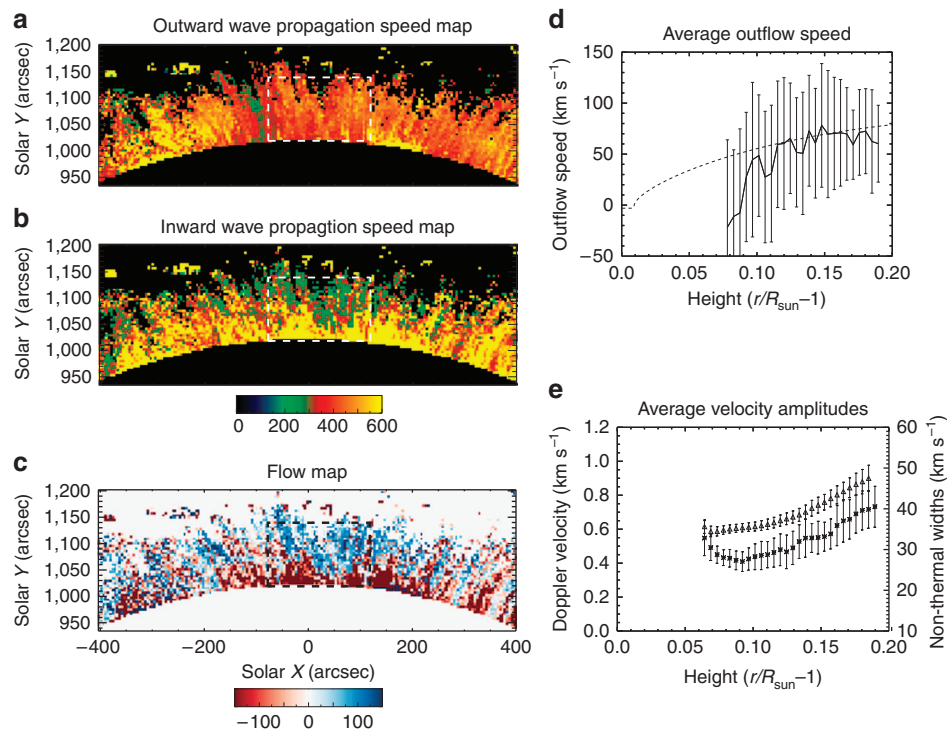 a
Outward wave propagation speed map
Solar Y (arcsec)
1,200
1,150
1,100
1,050
1,000
950
b
Inward wave propagtion speed map
Solar Y (arcsec)
1,200
1,150
1,100
1,050
1,000
950
0 200 400 600
c
Flow map
Solar Y (arcsec)
1,200
1,150
1,100
1,050
1,000
950
−400 −200 0 200 400
Solar X (arcsec)
−100 0 100
d
Average outflow speed
Outflow speed (km s⁻¹)
150
100
50
0
−50
0.0 0.05 0.10 0.15 0.20
Height (r/Rsun–1)
e
Average velocity amplitudes
Doppler velocity (km s⁻¹)
1.2
1.0
0.8
0.6
0.4
0.2
0.0
60
50
40
30
20
10
Non-thermal widths (km s⁻¹)
0.0 0.05 0.10 0.15 0.20
Height (r/Rsun–1)